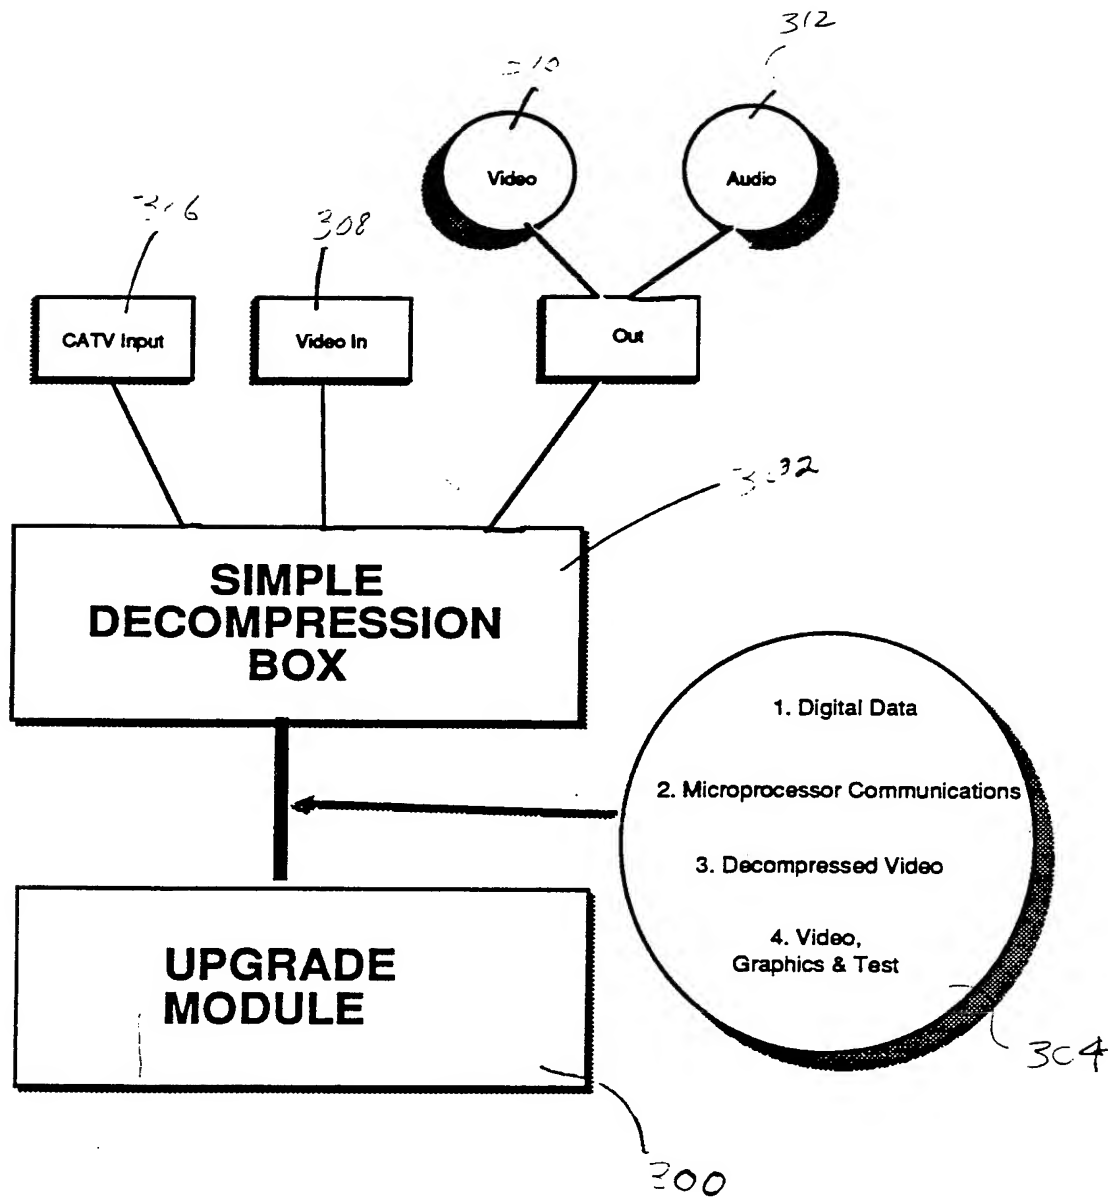 312
Video
Audio
308
CATV Input
Video In
Out
SIMPLE
DECOMPRESSION
BOX
1. Digital Data
2. Microprocessor Communications
3. Decompressed Video
4. Video,
Graphics & Test
UPGRADE
MODULE
304
300